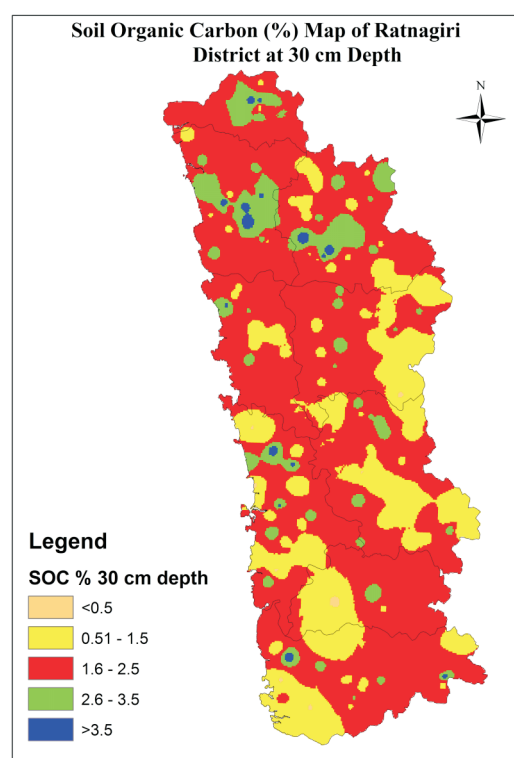 Soil Organic Carbon (%) Map of Ratnagiri
District at 30 cm Depth
N
Legend
SOC % 30 cm depth
<0.5
0.51 - 1.5
1.6 - 2.5
2.6 - 3.5
>3.5